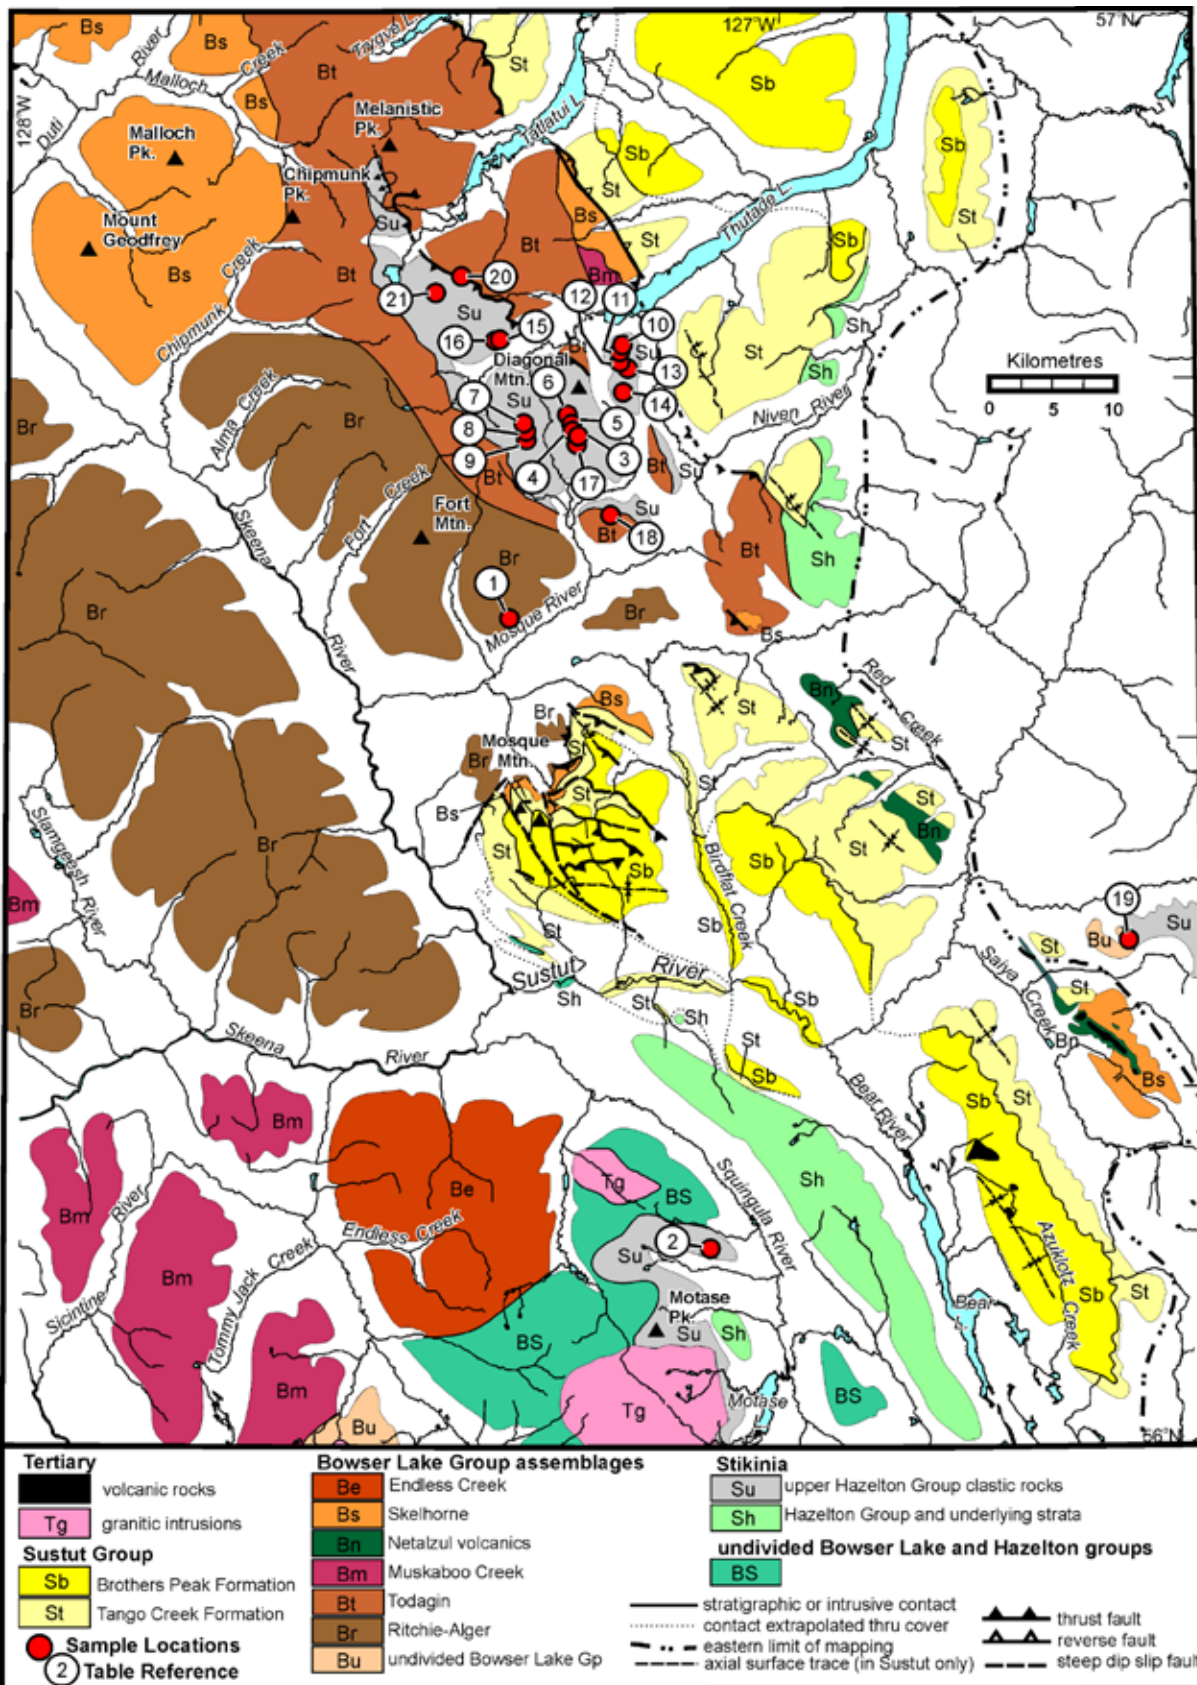 127°W
57 N
128°W
Bs
River
Bs
Creek
Trygve L.
Bt
St
Malloch
Duti
Bs
Sb
Malloch
Pk.
Melanistic
Pk.
Tatlatui L.
Chipmunk
Pk.
Sb
St
Sb
St
Mount
Geodfrey
Bs
Su
Bt
Bs
Thutade L.
Creek
Bt
Bm
St
Sb
20
21
12
11
Su
Chipmunk
16
15
10
Su
Sh
Bt
St
Kilometres
0 5 10
Diagonal
Mtn.
6
13
Sh
14
Niven River
7
Su
5
Alma Creek
Br
Br
8
9
4
3
17
Bt
Su
Bt
Creek
Fort
Fort
Mtn.
Su
Bt
18
Bt
Sh
Skeena
Br
1
Mosque River
Br
Bs
Br
River
Red
Creek
Bn
St
Bs
St
Br
Mosque
Mtn.
St
Br
St
St
Bs
St
Bn
Slamgeesh
River
Br
St
Sb
Birdflat Creek
Sb
St
Bm
19
Su
Bu
St
Sb
St
Saiya
Creek
St
Sustut
River
Sh
St
Sh
Sb
Bn
Bs
Br
Skeena
River
St
Sb
Bear River
Sb
St
Bm
Bm
Be
Tg
BS
Squingula
River
Sh
River
Bm
Endless Creek
Su
2
Azuklotz
Creek
Sicintine
Bm
Tommy Jack
Creek
Motase
Pk.
Su
Sh
Bear
L.
Sb
St
BS
Bm
BS
Bu
Tg
Motase
L.
56°N
Tertiary
volcanic rocks
Tg granitic intrusions
Sustut Group
Sb Brothers Peak Formation
St Tango Creek Formation
Sample Locations
2 Table Reference
Bowser Lake Group assemblages
Be Endless Creek
Bs Skelhorne
Bn Netalzul volcanics
Bm Muskaboo Creek
Bt Todagin
Br Ritchie-Alger
Bu undivided Bowser Lake Gp
Stikinia
Su upper Hazelton Group clastic rocks
Sh Hazelton Group and underlying strata
undivided Bowser Lake and Hazelton groups
BS
stratigraphic or intrusive contact
contact extrapolated thru cover
eastern limit of mapping
axial surface trace (in Sustut only)
thrust fault
reverse fault
steep dip slip fault